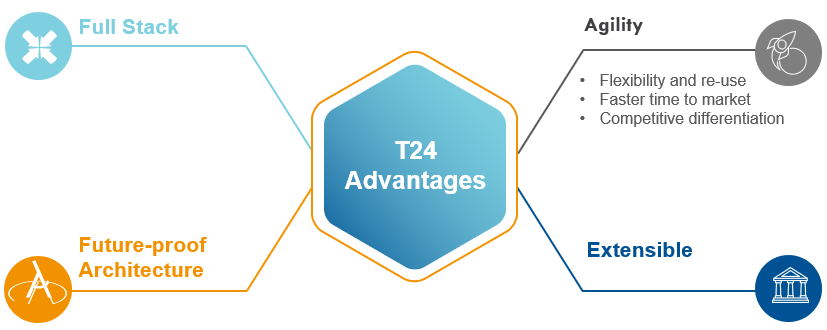 Full Stack
Agility
• Flexibility and re-use
• Faster time to market
• Competitive differentiation
T24
Advantages
Future-proof
Architecture
Extensible